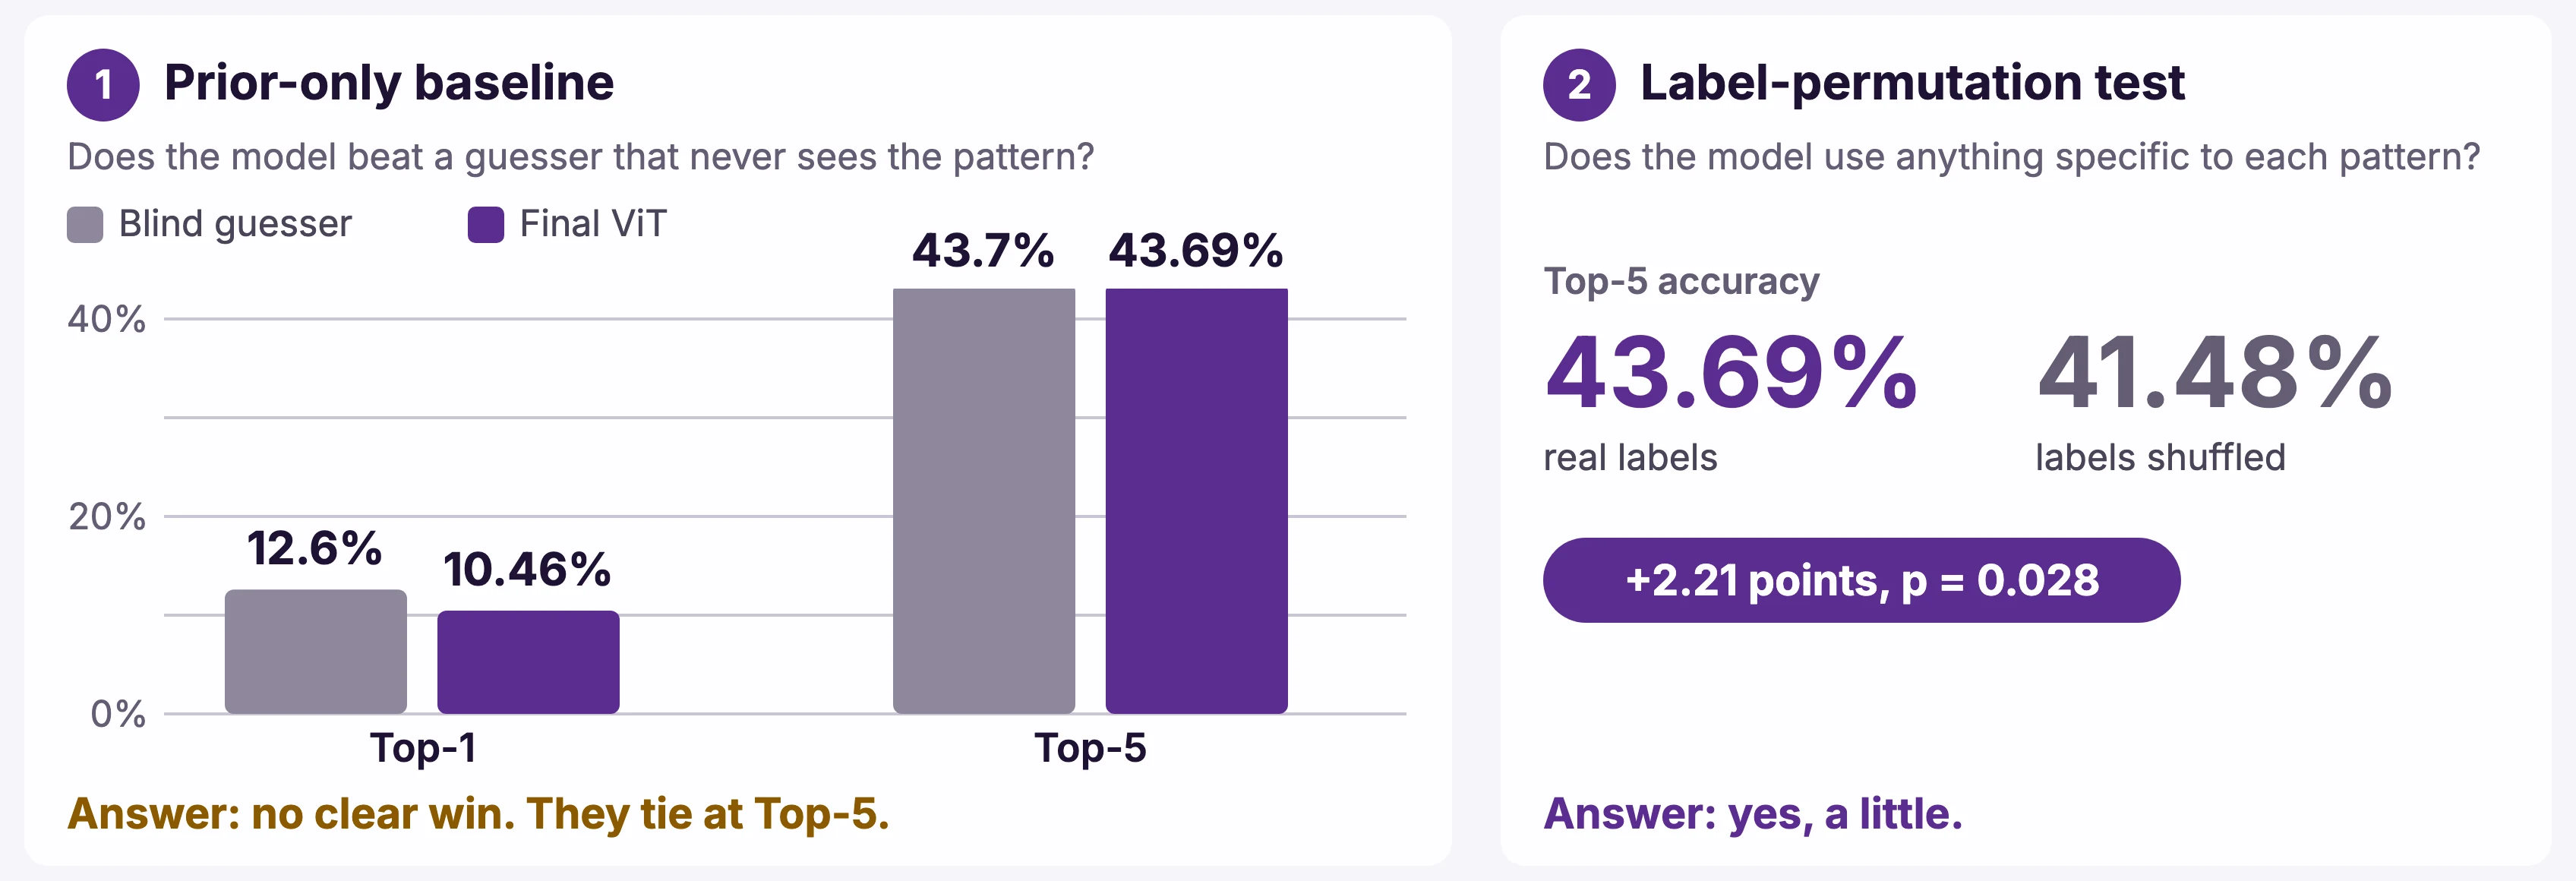 1 Prior-only baseline
Does the model beat a guesser that never sees the pattern?
Blind guesser Final ViT
43.7% 43.69%
40%
20%
12.6% 10.46%
0%
Top-1 Top-5
Answer: no clear win. They tie at Top-5.
2 Label-permutation test
Does the model use anything specific to each pattern?
Top-5 accuracy
43.69% 41.48%
real labels labels shuffled
+2.21 points, p = 0.028
Answer: yes, a little.